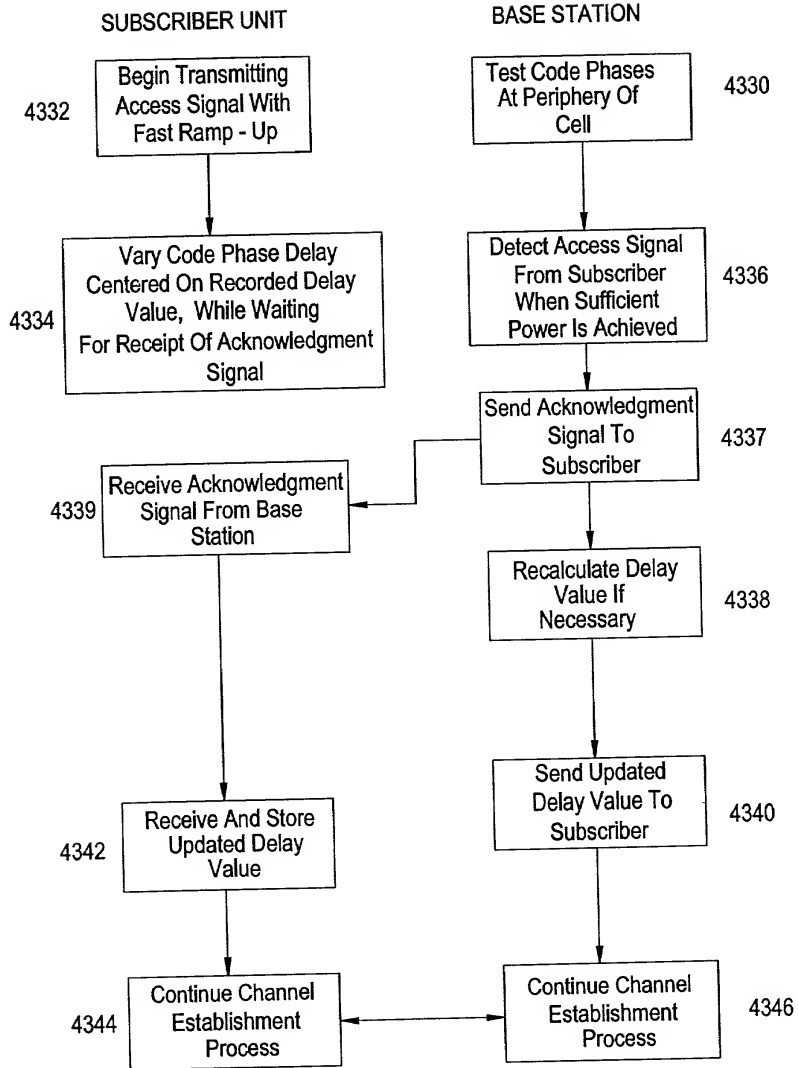 SUBSCRIBER UNIT
BASE STATION
4332
Begin Transmitting
Access Signal With
Fast Ramp - Up
Test Code Phases
At Periphery Of
Cell
4330
4334
Vary Code Phase Delay
Centered On Recorded Delay
Value, While Waiting
For Receipt Of Acknowledgment
Signal
Detect Access Signal
From Subscriber
When Sufficient
Power Is Achieved
4336
Send Acknowledgment
Signal To
Subscriber
4337
4339
Receive Acknowledgment
Signal From Base
Station
Recalculate Delay
Value If
Necessary
4338
Send Updated
Delay Value To
Subscriber
4340
4342
Receive And Store
Updated Delay
Value
4344
Continue Channel
Establishment
Process
Continue Channel
Establishment
Process
4346